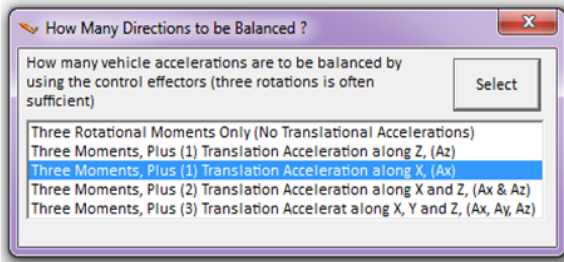 How Many Directions to be Balanced ?
How many vehicle accelerations are to be balanced by
using the control effectors (three rotations is often
sufficient)
Select
Three Rotational Moments Only (No Translational Accelerations)
Three Moments, Plus (1) Translation Acceleration along Z, (Az)
Three Moments, Plus (1) Translation Acceleration along X, (Ax)
Three Moments, Plus (2) Translation Acceleration along X and Z, (Ax & Az)
Three Moments, Plus (3) Translation Accelerat along X, Y and Z, (Ax, Ay, Az)